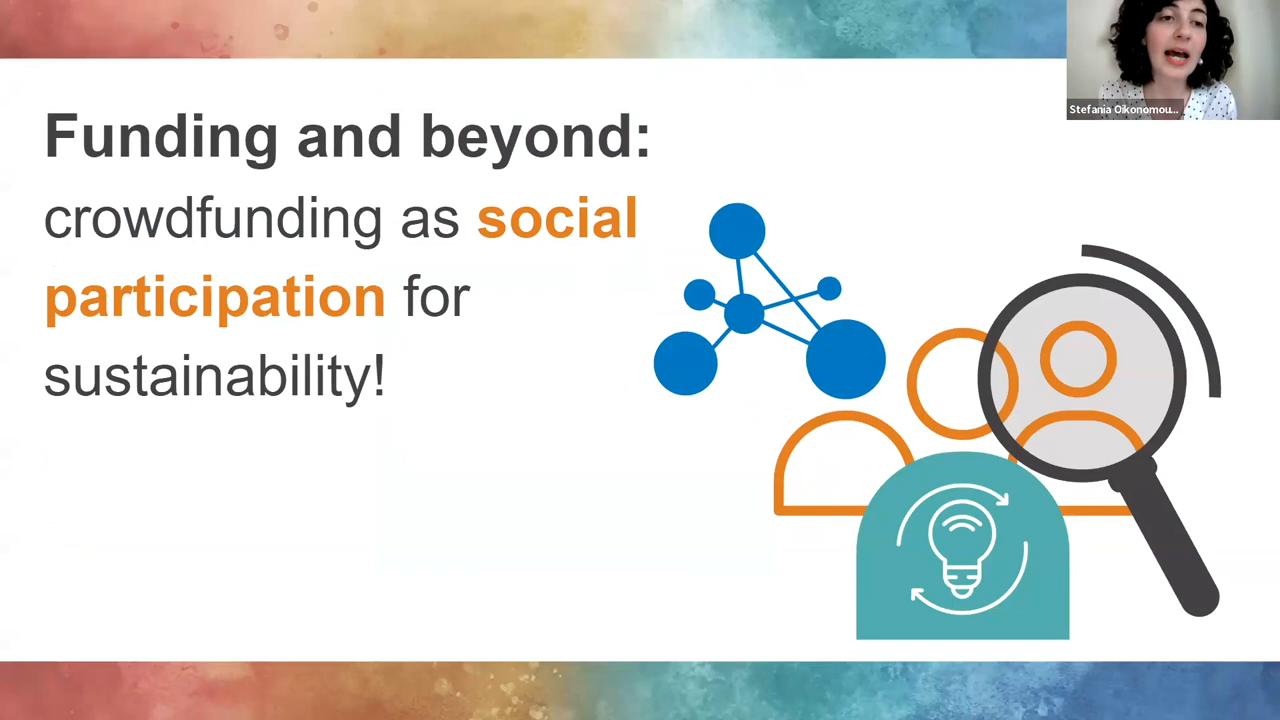 Funding and beyond:
crowdfunding as social
participation for
sustainability!
Stefania Oikonomou...